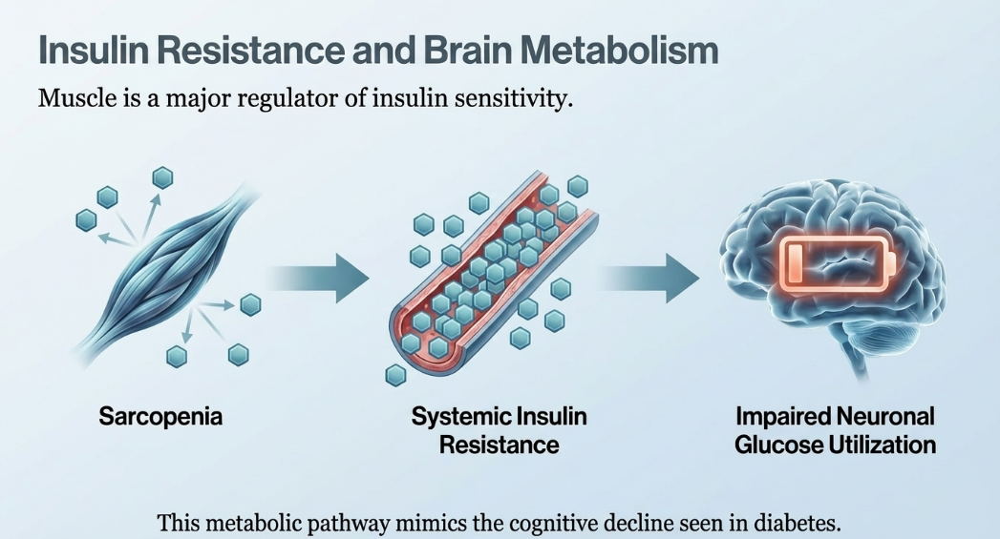 Insulin Resistance and Brain Metabolism
Muscle is a major regulator of insulin sensitivity.
Sarcopenia
Systemic Insulin
Resistance
Impaired Neuronal
Glucose Utilization
This metabolic pathway mimics the cognitive decline seen in diabetes.